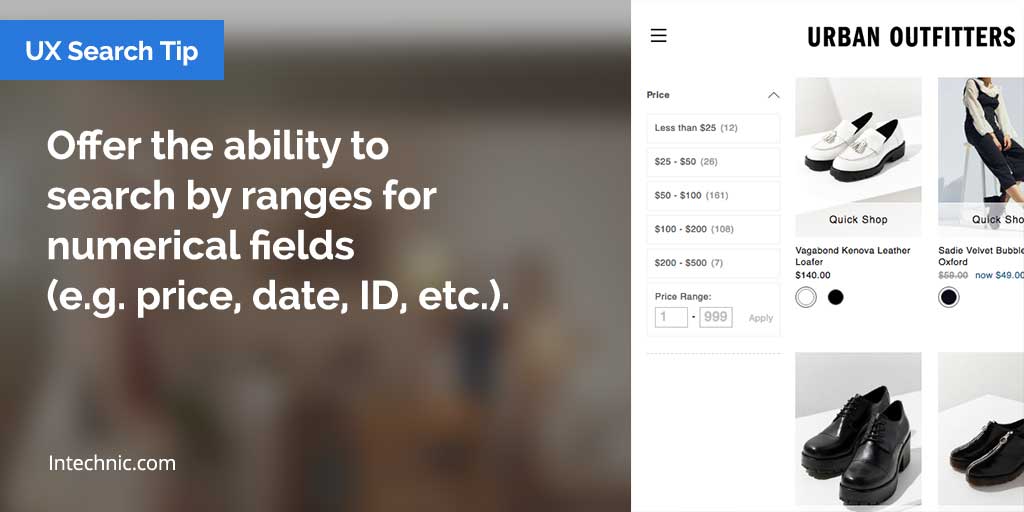 UX Search Tip
Offer the ability to
search by ranges for
numerical fields
(e.g. price, date, ID, etc.).
Intechnic.com
URBAN OUTFITTERS
Price
Less than $25 (12)
$25 - $50 (26)
$50 - $100 (161)
$100 - $200 (108)
$200 - $500 (7)
Price Range:
1 - 999 Apply
Quick Shop
Vagabond Kenova Leather
Loafer
$140.00
Quick Sho
Sadie Velvet Bubble
Oxford
$59.00 now $49.00